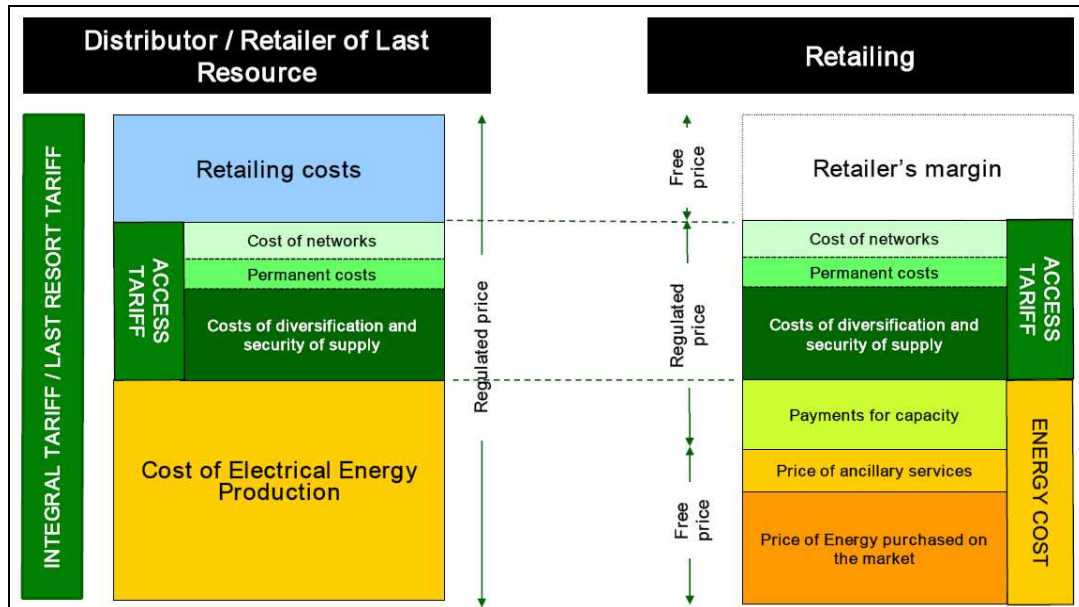 Distributor / Retailer of Last
Resource
Retailing
INTEGRAL TARIFF / LAST RESORT TARIFF
Retailing costs
ACCESS
TARIFF
Cost of networks
Permanent costs
Costs of diversification and
security of supply
Cost of Electrical Energy
Production
Regulated price
Free
price
Regulated
price
Free
price
Retailer's margin
Cost of networks
Permanent costs
Costs of diversification and
security of supply
ACCESS
TARIFF
Payments for capacity
Price of ancillary services
Price of Energy purchased on
the market
ENERGY COST